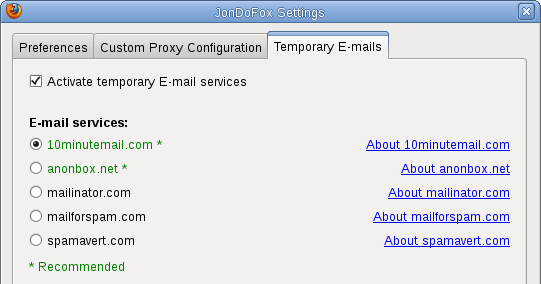 JonDoFox Settings
Preferences Custom Proxy Configuration Temporary E-mails
Activate temporary E-mail services
E-mail services:
10minutemail.com * About 10minutemail.com
anonbox.net * About anonbox.net
mailinator.com About mailinator.com
mailforspam.com About mailforspam.com
spamavert.com About spamavert.com
* Recommended